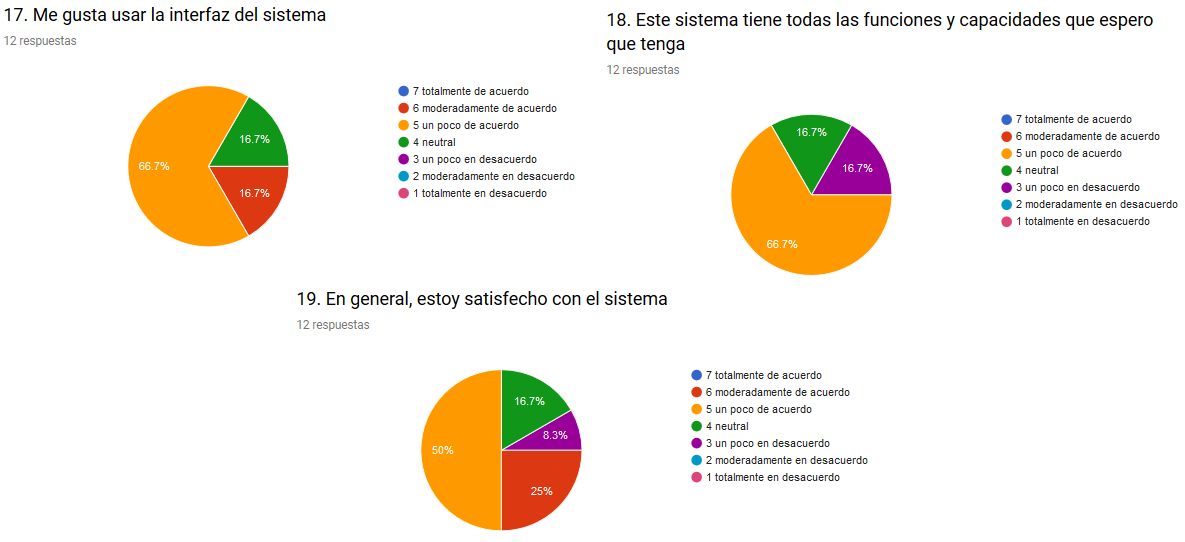 17. Me gusta usar la interfaz del sistema
12 respuestas
16.7%
66.7%
16.7%
7 totalmente de acuerdo
6 moderadamente de acuerdo
5 un poco de acuerdo
4 neutral
3 un poco en desacuerdo
2 moderadamente en desacuerdo
1 totalmente en desacuerdo
18. Este sistema tiene todas las funciones y capacidades que espero
que tenga
12 respuestas
16.7%
16.7%
66.7%
7 totalmente de acuerdo
6 moderadamente de acuerdo
5 un poco de acuerdo
4 neutral
3 un poco en desacuerdo
2 moderadamente en desacuerdo
1 totalmente en desacuerdo
19. En general, estoy satisfecho con el sistema
12 respuestas
16.7%
8.3%
50%
25%
7 totalmente de acuerdo
6 moderadamente de acuerdo
5 un poco de acuerdo
4 neutral
3 un poco en desacuerdo
2 moderadamente en desacuerdo
1 totalmente en desacuerdo